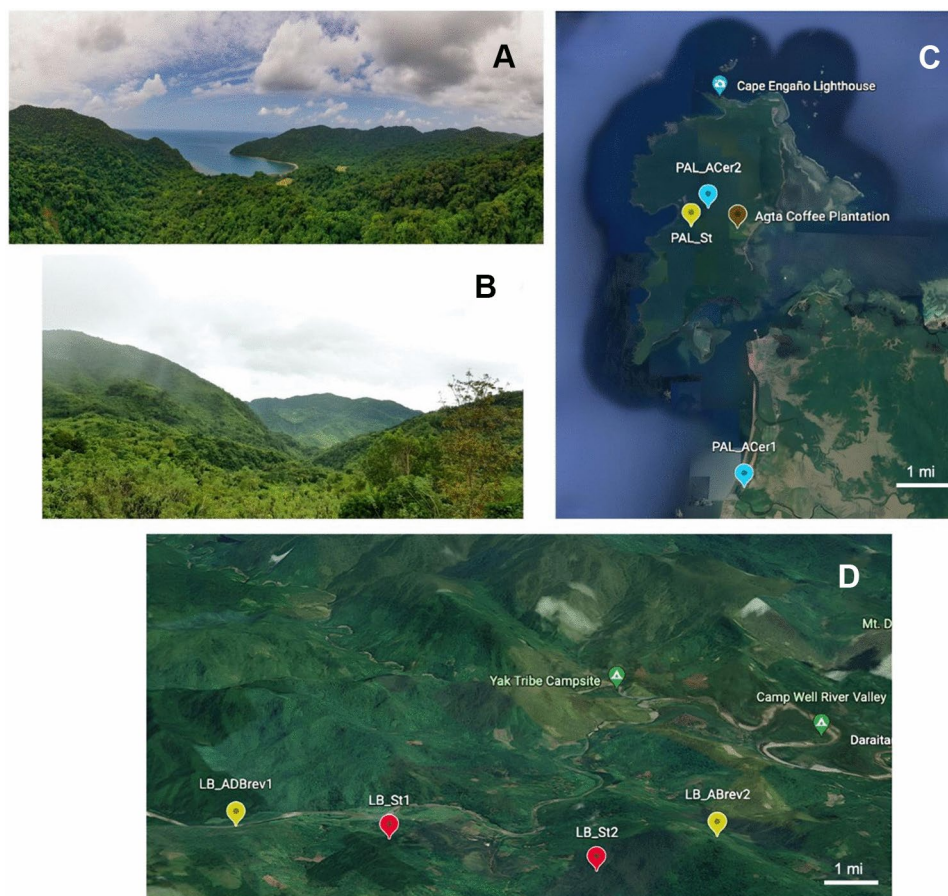 A
B
C
Cape Engaño Lighthouse
PAL_ACer2
Agta Coffee Plantation
PAL_St
PAL_ACer1
1 mi
D
Mt. D
Yak Tribe Campsite
Camp Well River Valley
Daraita
LB_ADBrev1
LB_St1
LB_ABrev2
LB_St2
1 mi